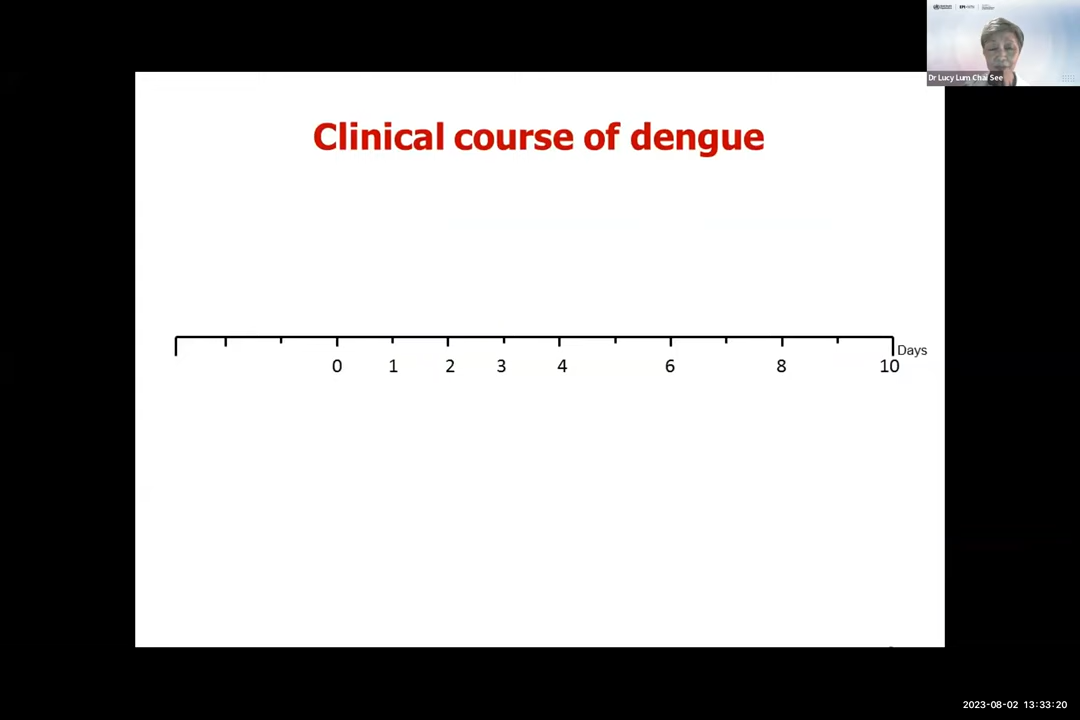 Dr Lucy Lum Chai See
Clinical course of dengue
Days
0 1 2 3 4 6 8 10
2023-08-02 13:33:20